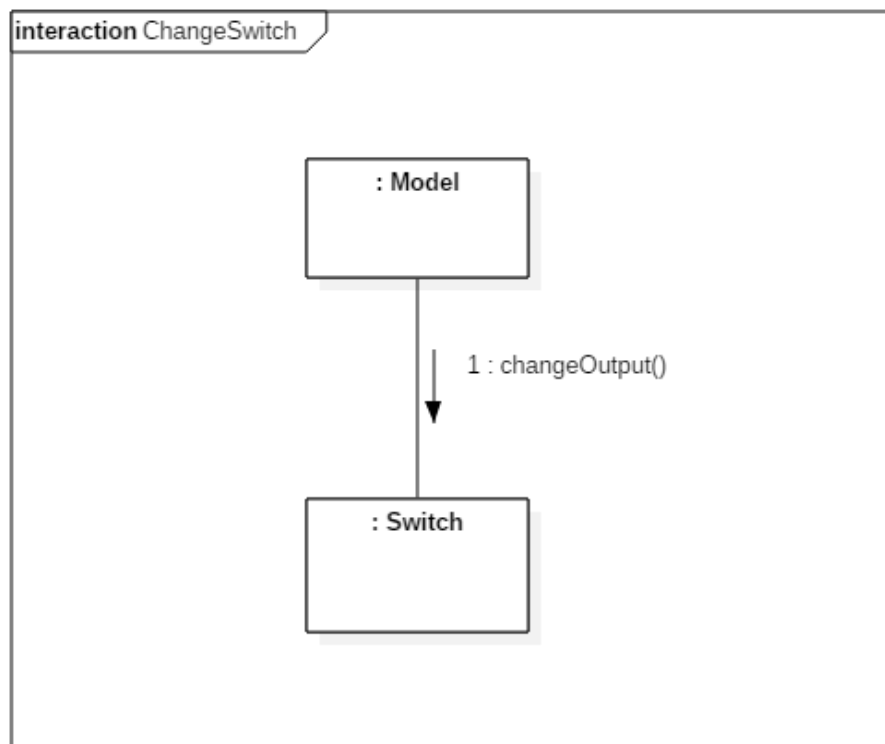 interaction ChangeSwitch
: Model
1 : changeOutput()
: Switch